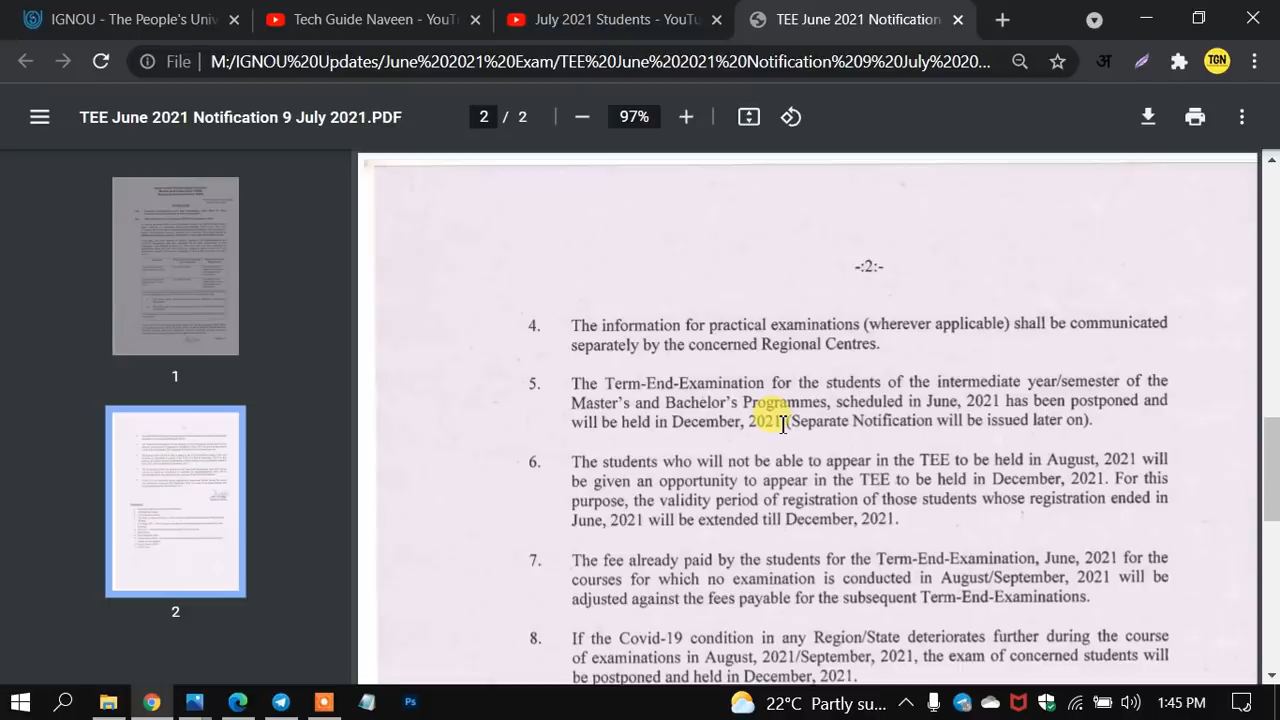 IGNOU - The People's Univ
Tech Guide Naveen - YouTu
July 2021 Students - YouTu
TEE June 2021 Notification
File
M:/IGNOU%20Updates/June%202021%20Exam/TEE%20June%202021%20Notification%209%20July%2020...
अ
TGN
TEE June 2021 Notification 9 July 2021.PDF
2 / 2
97%
1
2
-:2:-
4. The information for practical examinations (wherever applicable) shall be communicated
separately by the concerned Regional Centres.
5. The Term-End-Examination for the students of the intermediate year/semester of the
Master's and Bachelor's Programmes, scheduled in June, 2021 has been postponed and
will be held in December, 2021 (Separate Notification will be issued later on).
6. The students who will not be able to appear in the TEE to be held in August, 2021 will
be given an opportunity to appear in the TEE to be held in December, 2021. For this
purpose, the validity period of registration of those students whose registration ended in
June, 2021 will be extended till December, 2021.
7. The fee already paid by the students for the Term-End-Examination, June, 2021 for the
courses for which no examination is conducted in August/September, 2021 will be
adjusted against the fees payable for the subsequent Term-End-Examinations.
8. If the Covid-19 condition in any Region/State deteriorates further during the course
of examinations in August, 2021/September, 2021, the exam of concerned students will
be postponed and held in December, 2021.
Ps
22°C Partly su...
1:45 PM